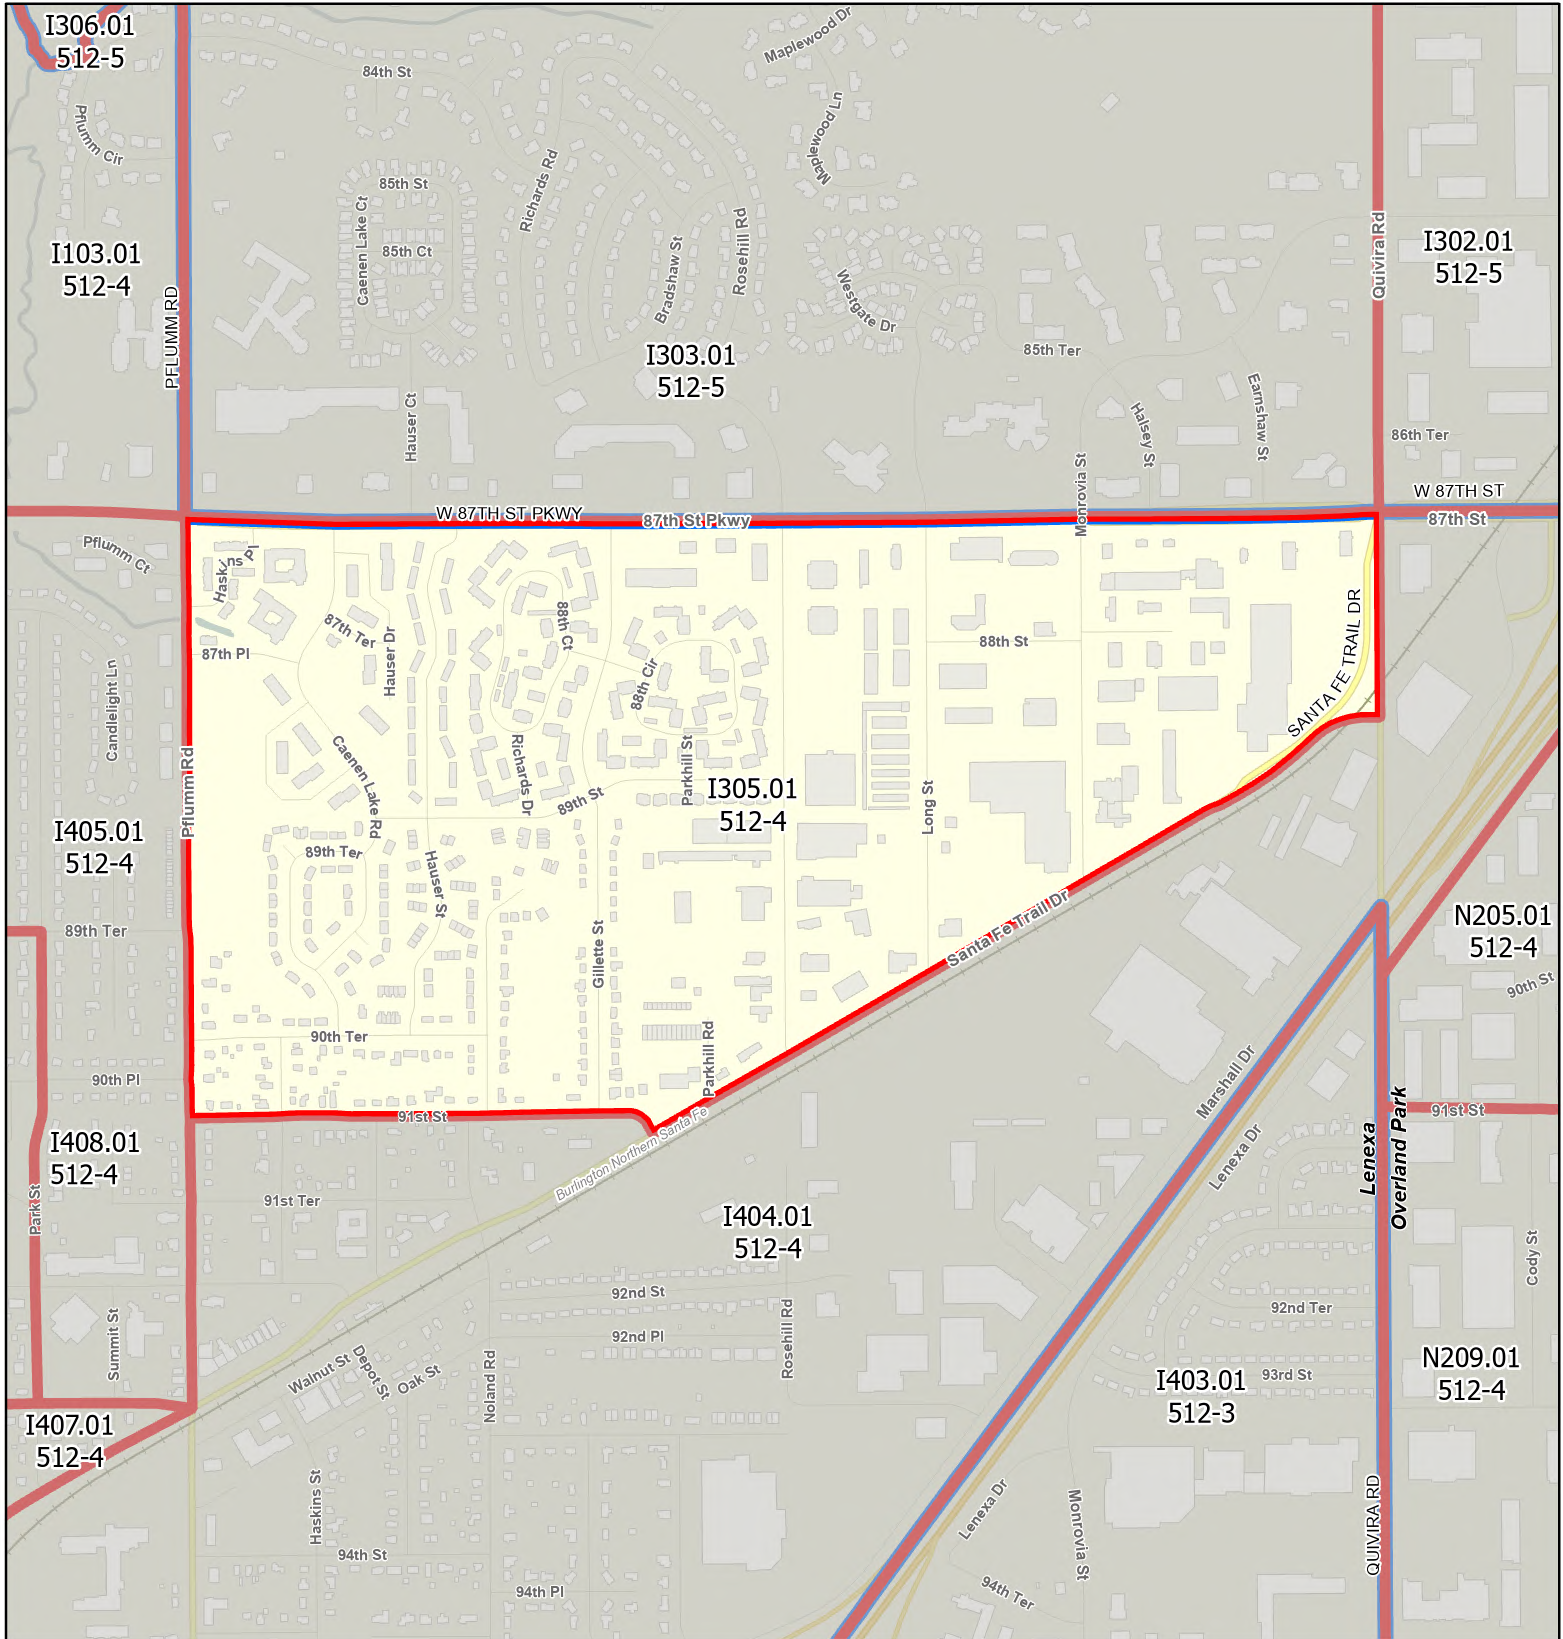 I306.01
512-5
Maplewood Dr
84th St
Pflumm Cir
Maplewood Ln
Richards Rd
85th St
Caenen Lake Ct
85th Ct
Bradshaw St
Rosehill Rd
Quivira Rd
I103.01
512-4
I302.01
512-5
PFLUMM RD
Westgate Dr
I303.01
512-5
85th Ter
Hauser Ct
Halsey St
Earnshaw St
86th Ter
Monrovia St
W 87TH ST PKWY
87th St Pkwy
W 87TH ST
87th St
Pflumm Ct
Haskins Pl
87th Ter
87th Pl
Hauser Dr
88th Ct
88th Cir
88th St
SANTA FE TRAIL DR
Candlelight Ln
Pflumm Rd
Caenen Lake Rd
Richards Dr
Parkhill St
89th St
I305.01
512-4
Long St
I405.01
512-4
89th Ter
Hauser St
89th Ter
Gillette St
Santa Fe Trail Dr
N205.01
512-4
90th St
90th Ter
Parkhill Rd
90th Pl
91st St
Burlington Northern Santa Fe
Marshall Dr
Lenexa Dr
Lenexa
Overland Park
91st St
I408.01
512-4
Park St
91st Ter
I404.01
512-4
Cody St
92nd St
92nd Ter
92nd Pl
Rosehill Rd
Summit St
Walnut St
Depot St
Oak St
Noland Rd
93rd St
I403.01
512-3
N209.01
512-4
I407.01
512-4
Haskins St
Lenexa Dr
Monrovia St
QUIVIRA RD
94th St
94th Pl
94th Ter